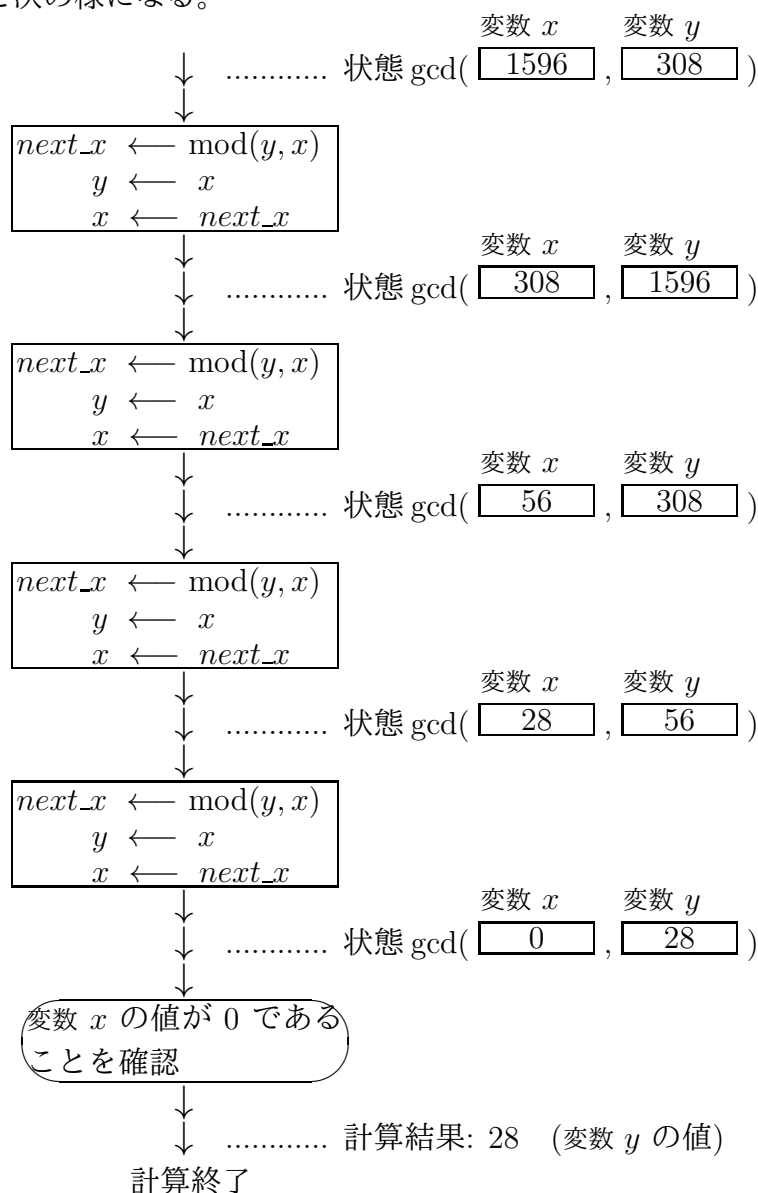 と次の様になる。
変数 x 変数 y
............ 状態 gcd( 1596 , 308 )
next_x ⟵ mod(y, x)
y ⟵ x
x ⟵ next_x
変数 x 変数 y
............ 状態 gcd( 308 , 1596 )
next_x ⟵ mod(y, x)
y ⟵ x
x ⟵ next_x
変数 x 変数 y
............ 状態 gcd( 56 , 308 )
next_x ⟵ mod(y, x)
y ⟵ x
x ⟵ next_x
変数 x 変数 y
............ 状態 gcd( 28 , 56 )
next_x ⟵ mod(y, x)
y ⟵ x
x ⟵ next_x
変数 x 変数 y
............ 状態 gcd( 0 , 28 )
変数 x の値が 0 である
ことを確認
............ 計算結果: 28 (変数 y の値)
計算終了